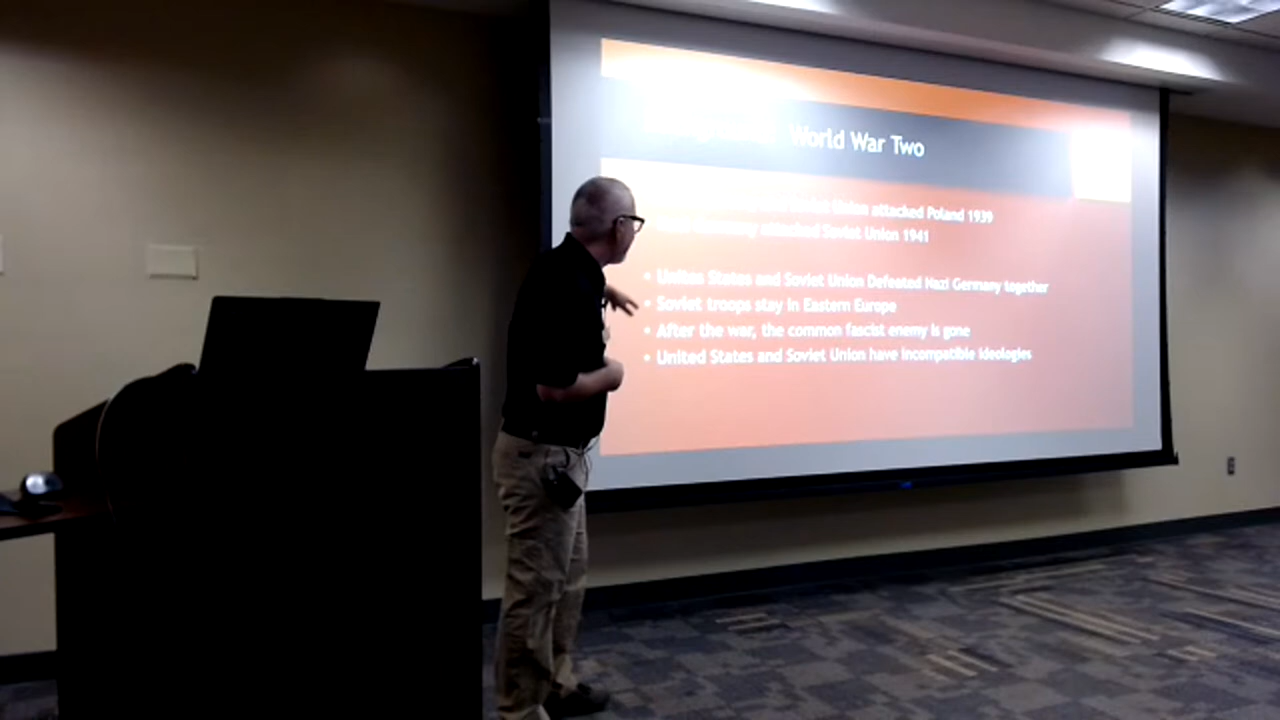 World War Two
Soviet Union attacked Poland 1939
Germany attacked Soviet Union 1941
• United States and Soviet Union Defeated Nazi Germany together
• Soviet troops stay in Eastern Europe
• After the war, the common fascist enemy is gone
• United States and Soviet Union have incompatible ideologies